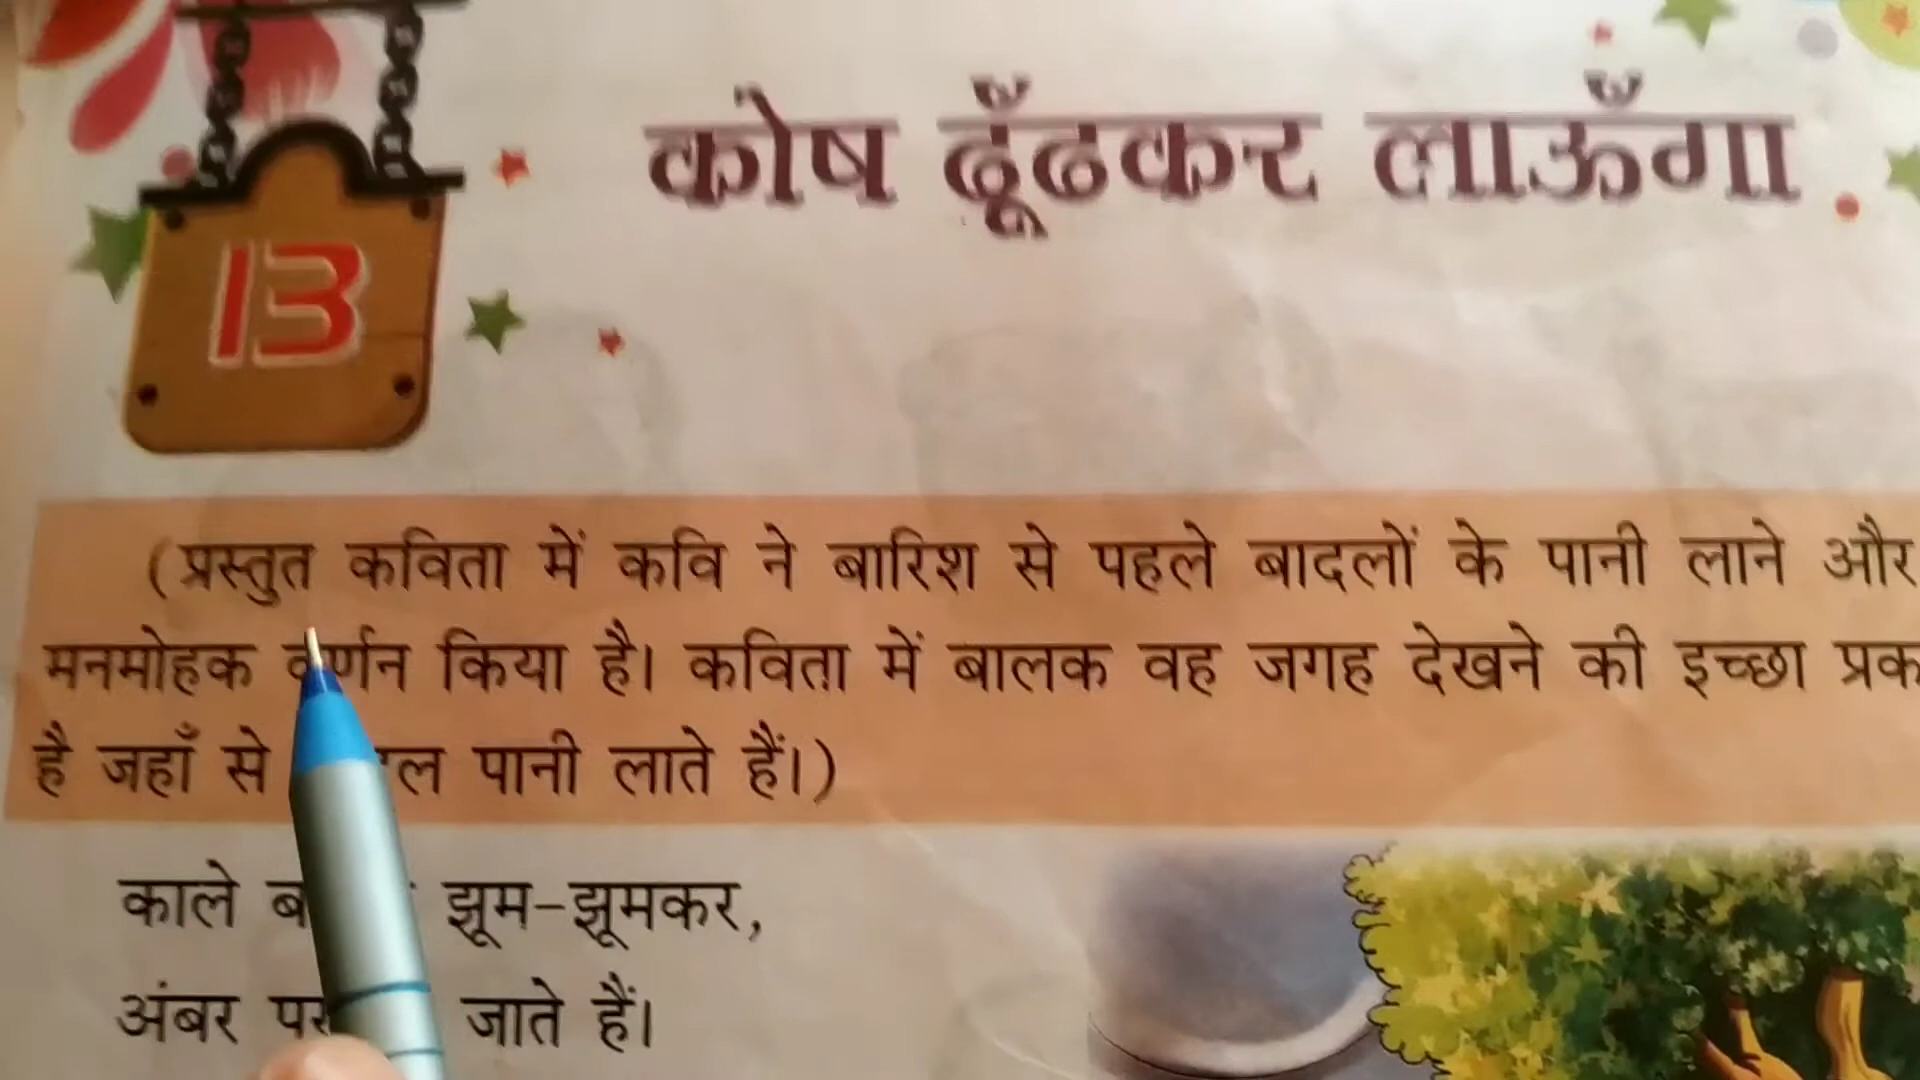 कोष ढूँढकर लाऊँगा
13
(प्रस्तुत कविता में कवि ने बारिश से पहले बादलों के पानी लाने और
मनमोहक वर्णन किया है। कविता में बालक वह जगह देखने की इच्छा प्रक
है जहाँ से पानी लाते हैं।)
काले झूम-झूमकर,
अंबर जाते हैं।